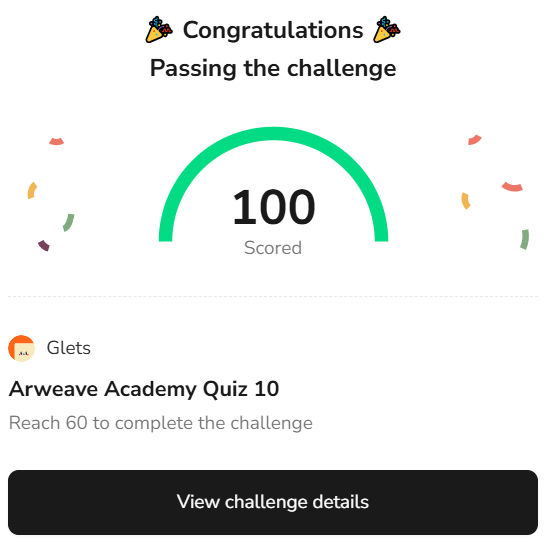 Congratulations
Passing the challenge
100
Scored
Glets
Arweave Academy Quiz 10
Reach 60 to complete the challenge
View challenge details